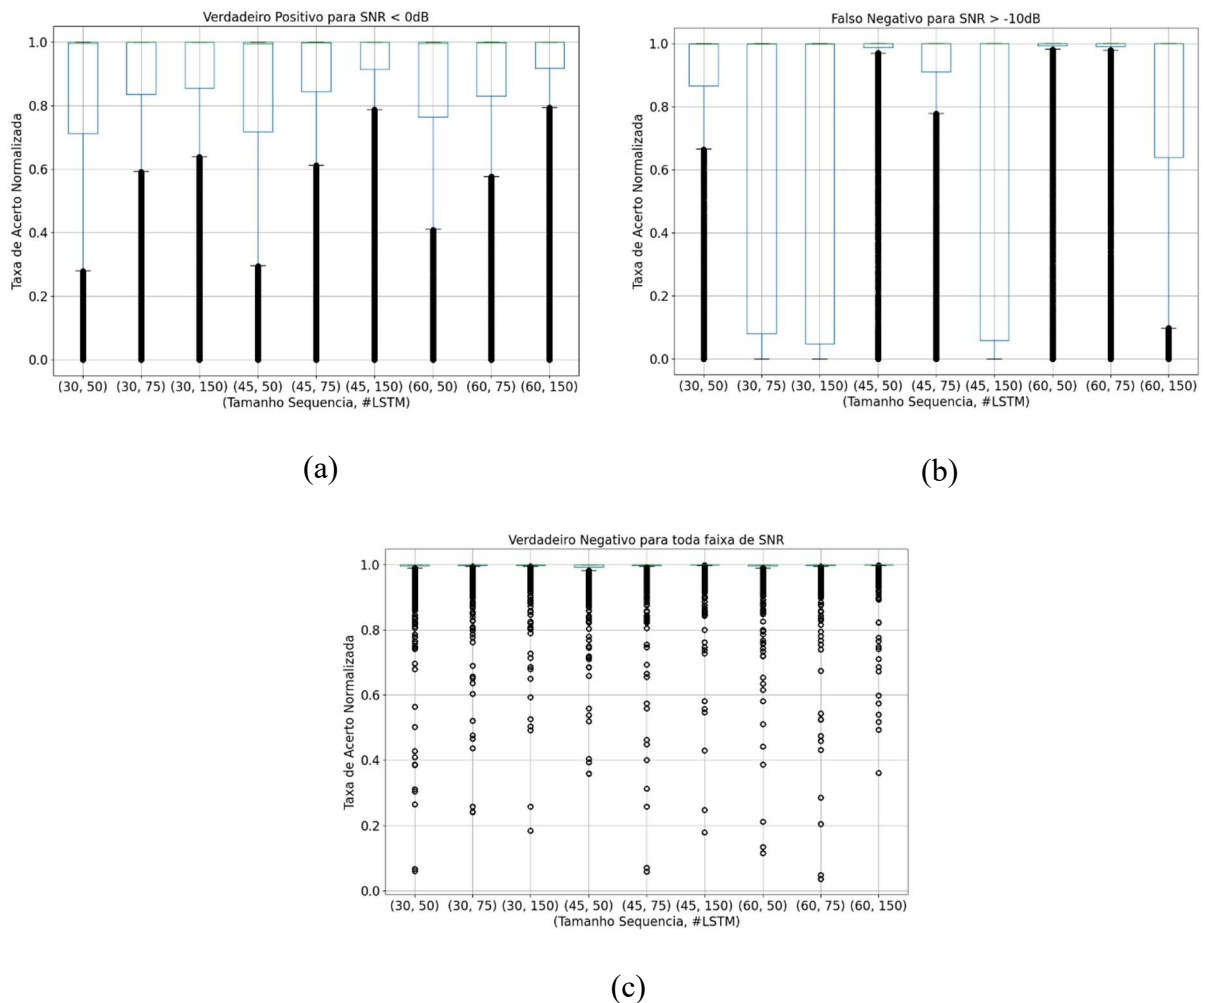 Verdadeiro Positivo para SNR < 0dB
Taxa de Acerto Normalizada
1.0
0.8
0.6
0.4
0.2
0.0
(30, 50) (30, 75) (30, 150) (45, 50) (45, 75) (45, 150) (60, 50) (60, 75) (60, 150)
(Tamanho Sequencia, #LSTM)
(a)
Falso Negativo para SNR > -10dB
Taxa de Acerto Normalizada
1.0
0.8
0.6
0.4
0.2
0.0
(30, 50) (30, 75) (30, 150) (45, 50) (45, 75) (45, 150) (60, 50) (60, 75) (60, 150)
(Tamanho Sequencia, #LSTM)
(b)
Verdadeiro Negativo para toda faixa de SNR
Taxa de Acerto Normalizada
1.0
0.8
0.6
0.4
0.2
0.0
(30, 50) (30, 75) (30, 150) (45, 50) (45, 75) (45, 150) (60, 50) (60, 75) (60, 150)
(Tamanho Sequencia, #LSTM)
(c)